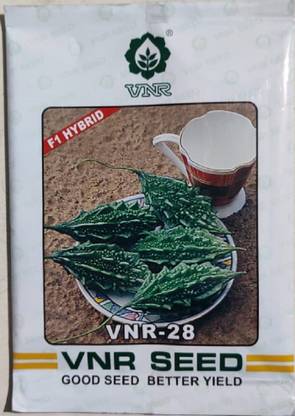 ®
VNR
F1 HYBRID
VNR-28
VNR SEED
GOOD SEED BETTER YIELD